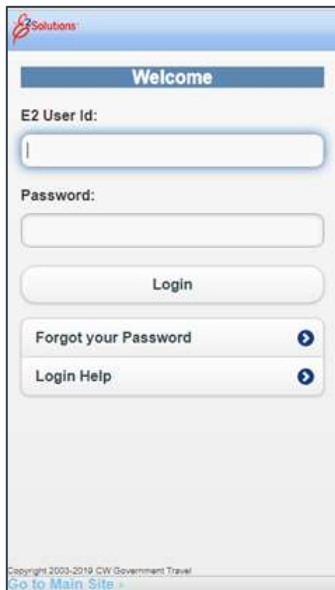 E2Solutions
Welcome
E2 User Id:
Password:
Login
Forgot your Password
Login Help
Copyright 2003-2019 CW Government Travel
Go to Main Site ›